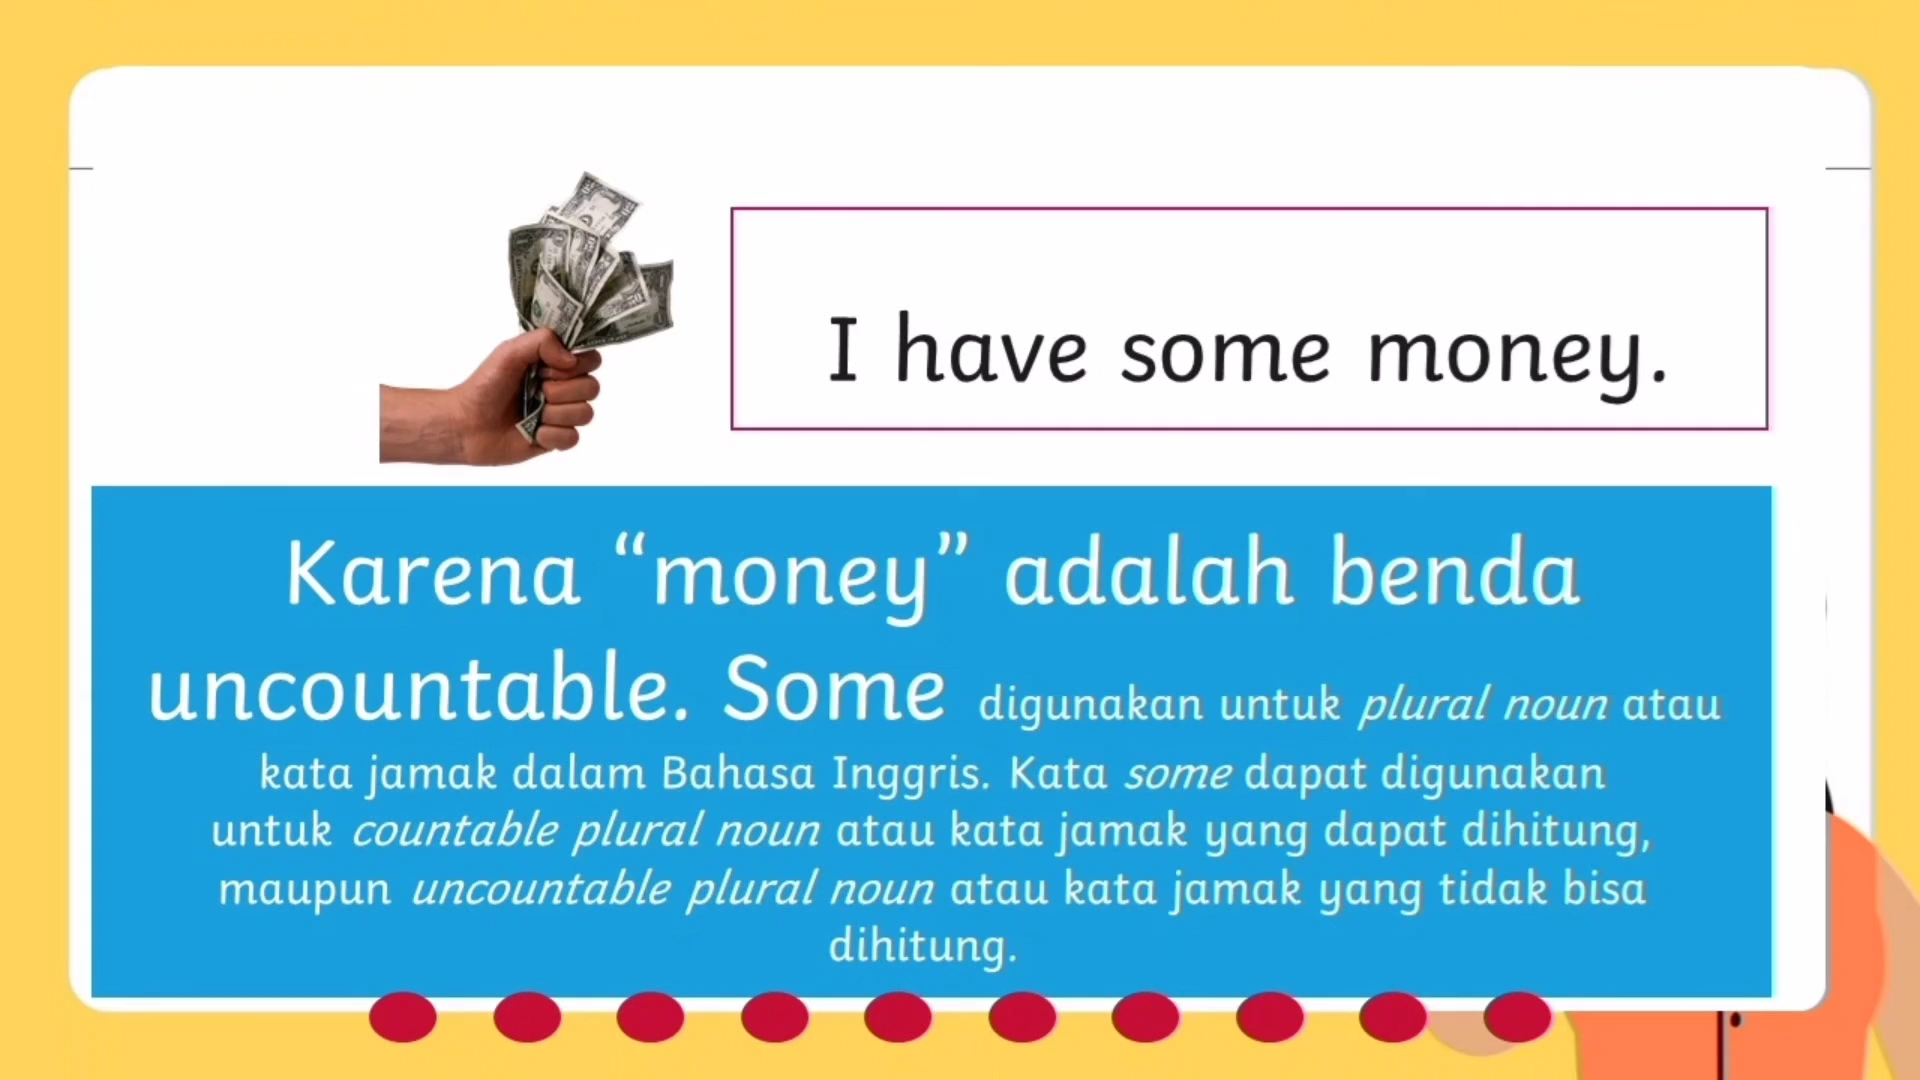 I have some money.
Karena “money” adalah benda
uncountable. Some digunakan untuk plural noun atau
kata jamak dalam Bahasa Inggris. Kata some dapat digunakan
untuk countable plural noun atau kata jamak yang dapat dihitung,
maupun uncountable plural noun atau kata jamak yang tidak bisa
dihitung.